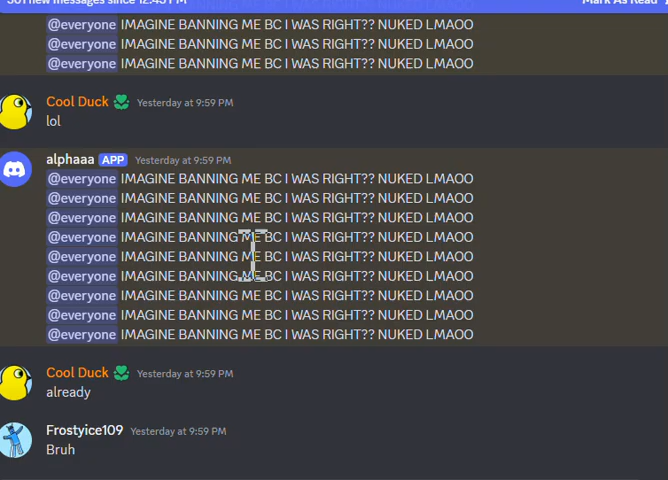 @everyone IMAGINE BANNING ME BC I WAS RIGHT?? NUKED LMAOO
@everyone IMAGINE BANNING ME BC I WAS RIGHT?? NUKED LMAOO
@everyone IMAGINE BANNING ME BC I WAS RIGHT?? NUKED LMAOO
Cool Duck Yesterday at 9:59 PM
lol
alphaaa APP Yesterday at 9:59 PM
@everyone IMAGINE BANNING ME BC I WAS RIGHT?? NUKED LMAOO
@everyone IMAGINE BANNING ME BC I WAS RIGHT?? NUKED LMAOO
@everyone IMAGINE BANNING ME BC I WAS RIGHT?? NUKED LMAOO
@everyone IMAGINE BANNING ME BC I WAS RIGHT?? NUKED LMAOO
@everyone IMAGINE BANNING ME BC I WAS RIGHT?? NUKED LMAOO
@everyone IMAGINE BANNING ME BC I WAS RIGHT?? NUKED LMAOO
@everyone IMAGINE BANNING ME BC I WAS RIGHT?? NUKED LMAOO
@everyone IMAGINE BANNING ME BC I WAS RIGHT?? NUKED LMAOO
@everyone IMAGINE BANNING ME BC I WAS RIGHT?? NUKED LMAOO
Cool Duck Yesterday at 9:59 PM
already
Frostyice109 Yesterday at 9:59 PM
Bruh